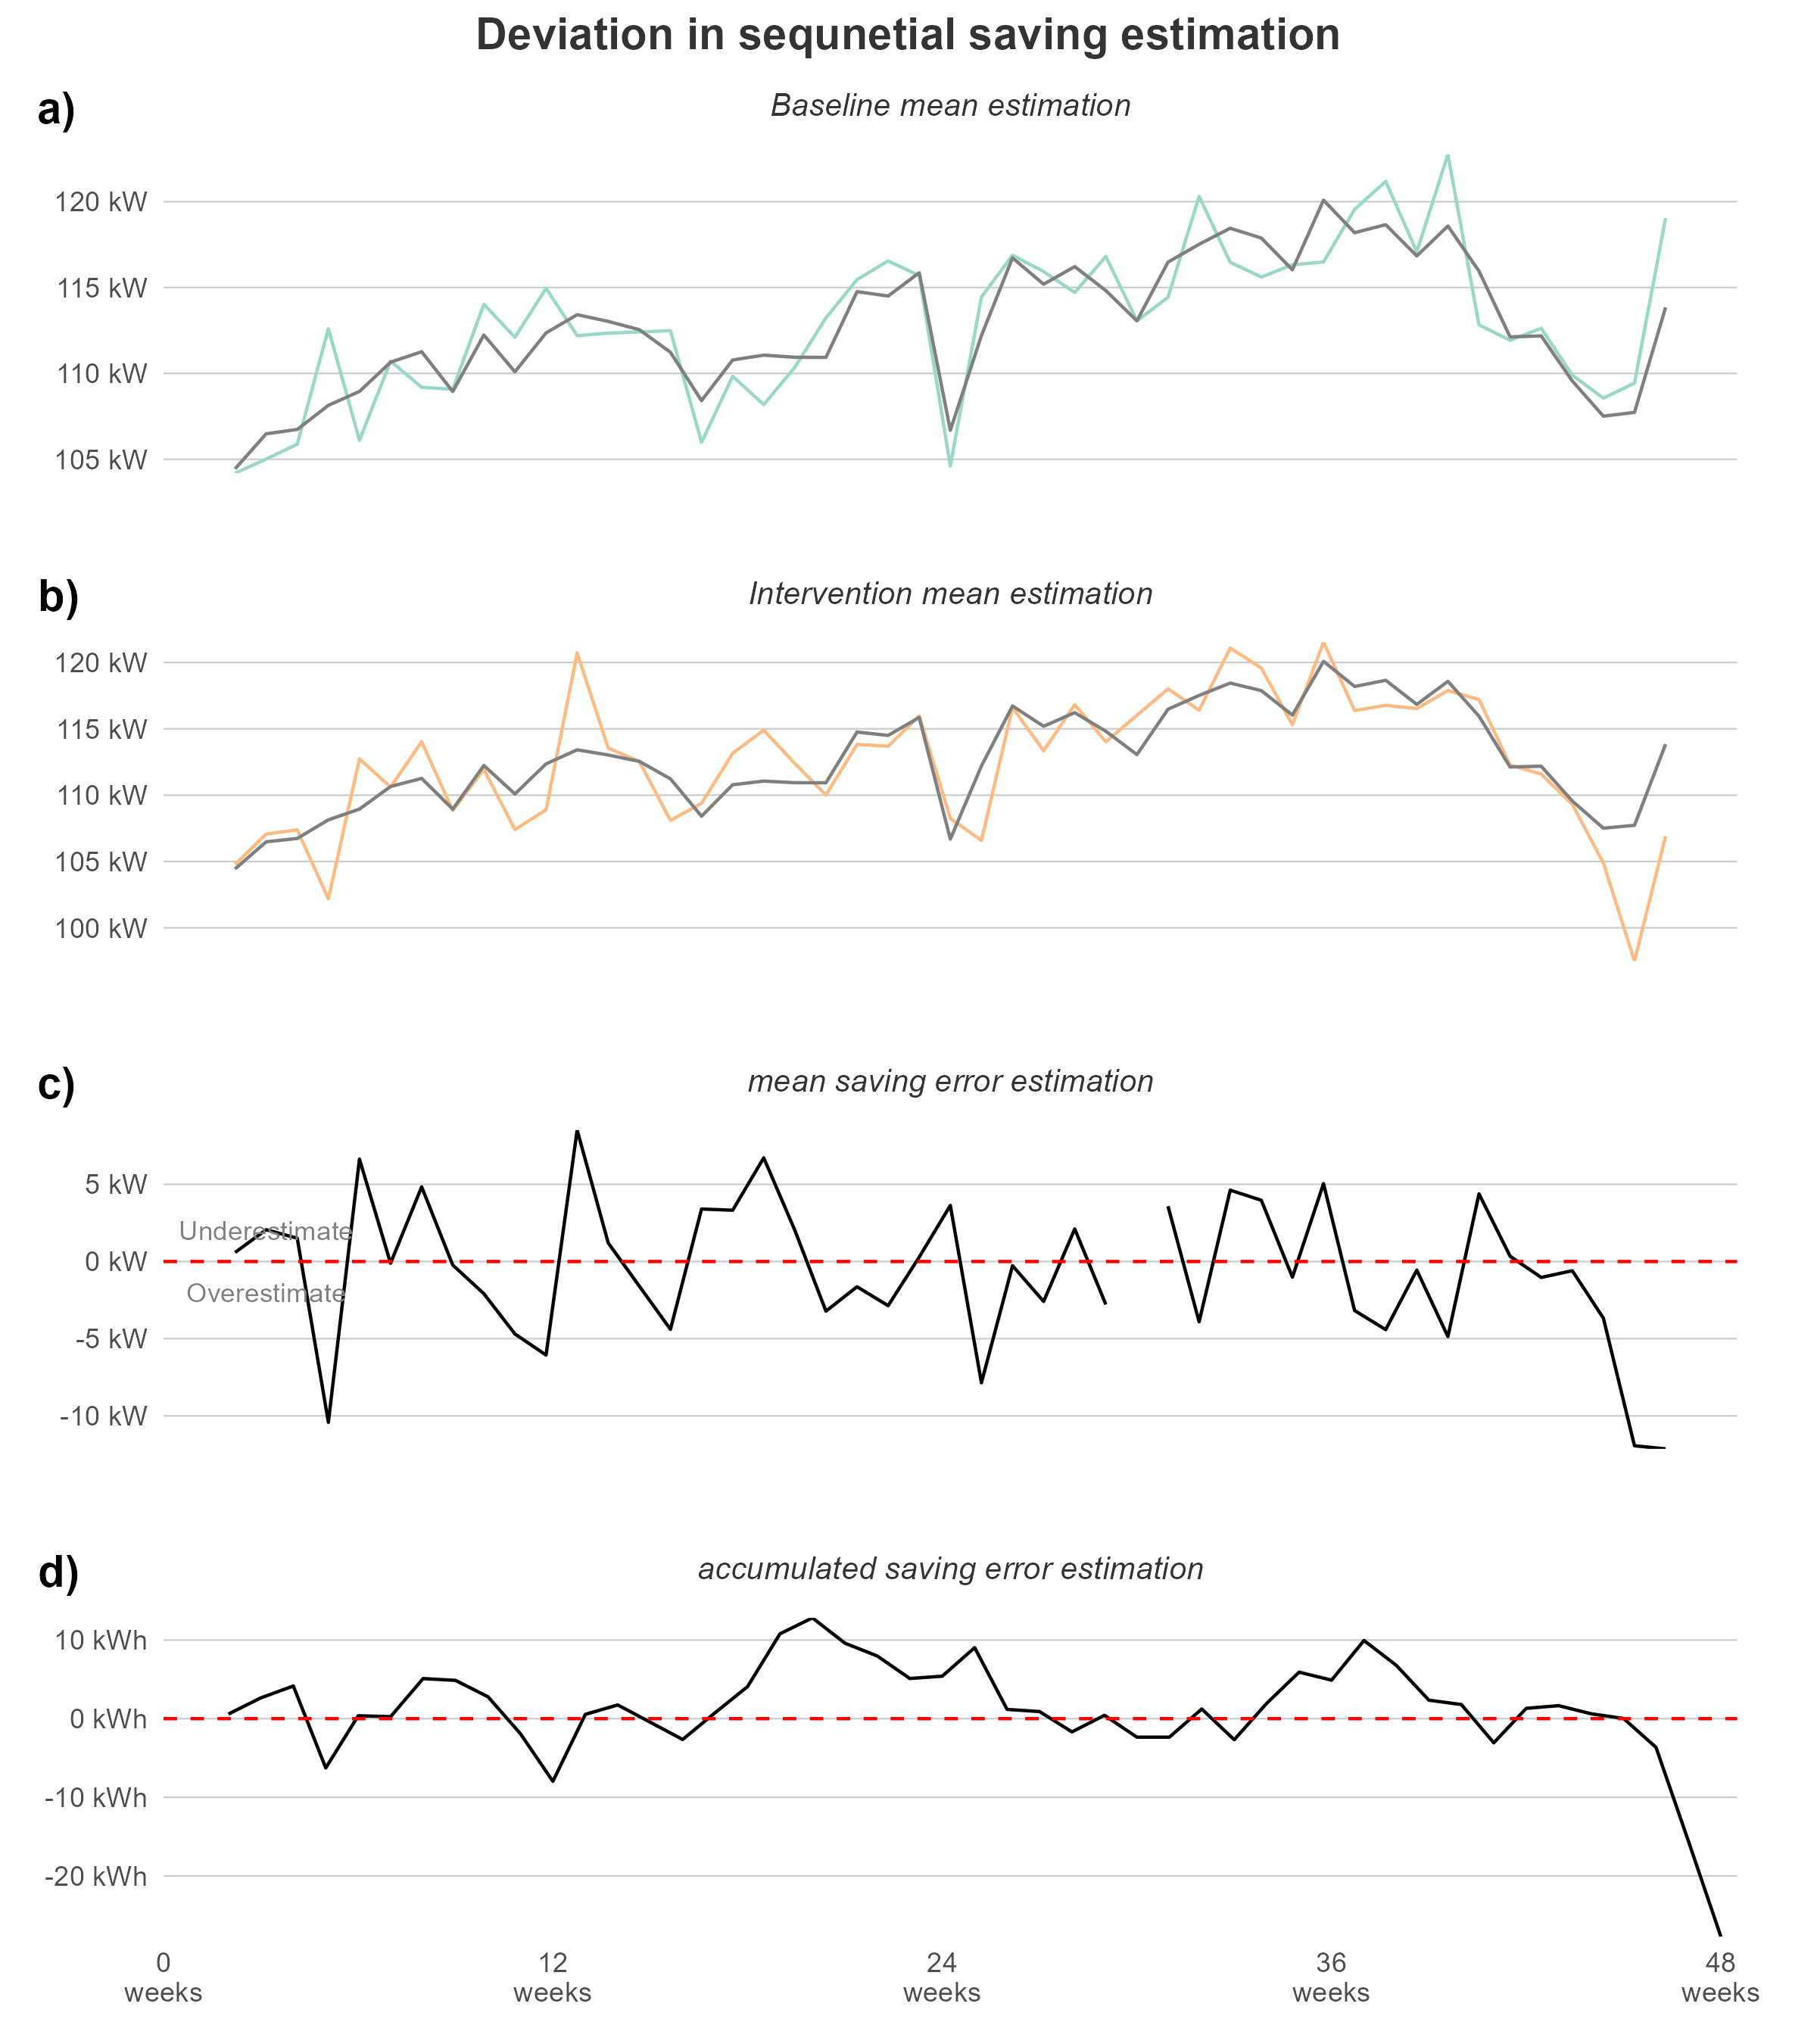 Deviation in sequnetial saving estimation
a)
Baseline mean estimation
120 kW
115 kW
110 kW
105 kW
b)
Intervention mean estimation
120 kW
115 kW
110 kW
105 kW
100 kW
c)
mean saving error estimation
5 kW
Underestimate
0 kW
Overestimate
-5 kW
-10 kW
d)
accumulated saving error estimation
10 kWh
0 kWh
-10 kWh
-20 kWh
0 12 24 36 48
weeks weeks weeks weeks weeks